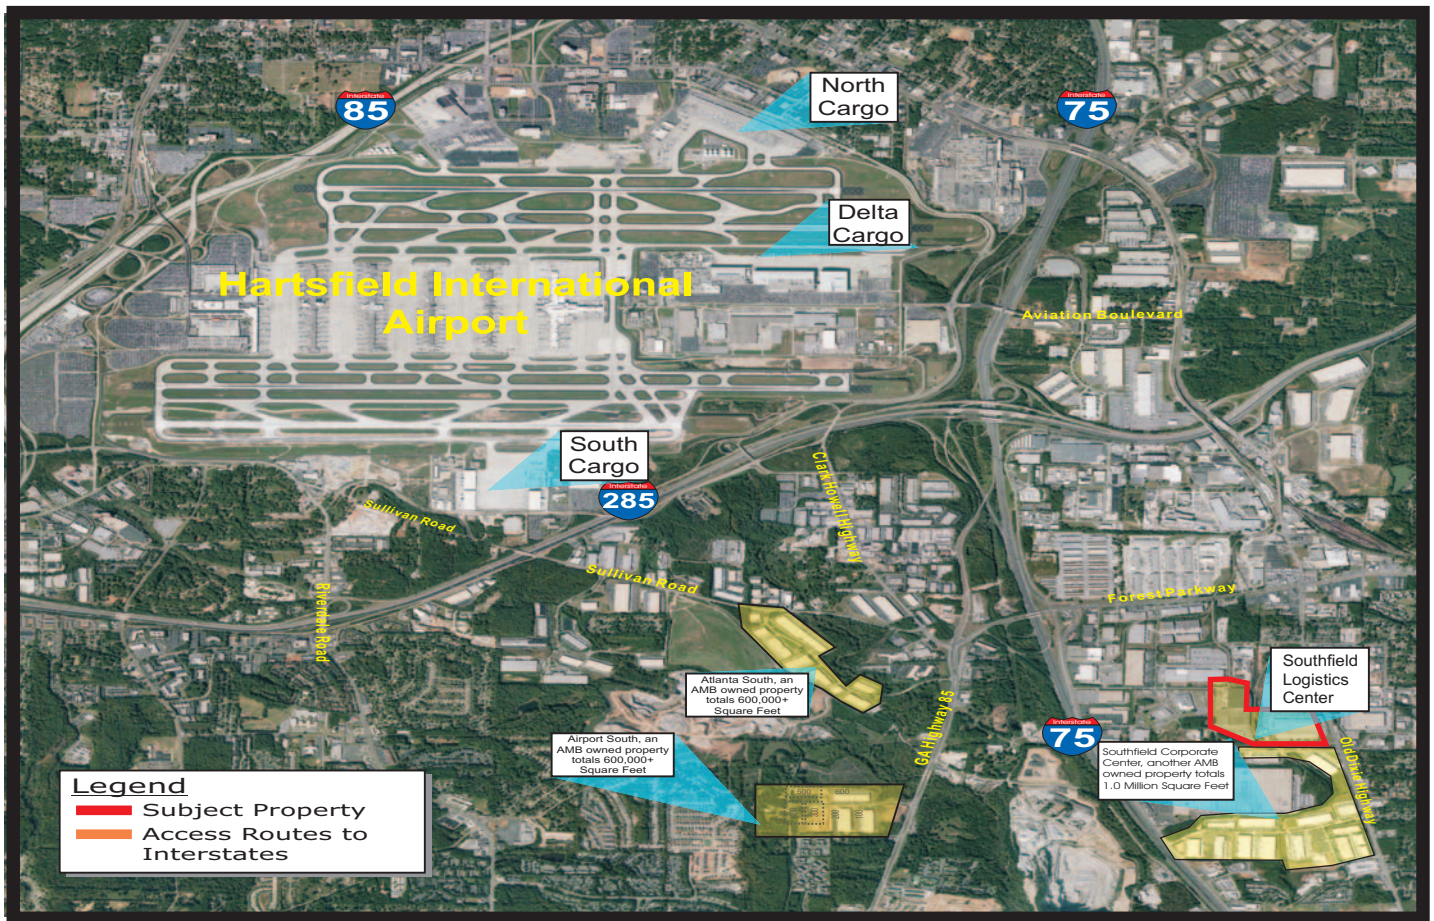 Interstate
85
North
Cargo
Interstate
75
Delta
Cargo
Hartsfield International
Airport
Aviation Boulevard
South
Cargo
Interstate
285
Clark Howell Highway
Sullivan Road
Sullivan Road
Riverdale Road
Forest Parkway
Southfield
Logistics
Center
Atlanta South, an
AMB owned property
totals 600,000+
Square Feet
GA Highway 85
Interstate
75
Airport South, an
AMB owned property
totals 600,000+
Square Feet
Southfield Corporate
Center, another AMB
owned property totals
1.0 Million Square Feet
Old Dixie Highway
500
600
200
100
Legend
Subject Property
Access Routes to
Interstates